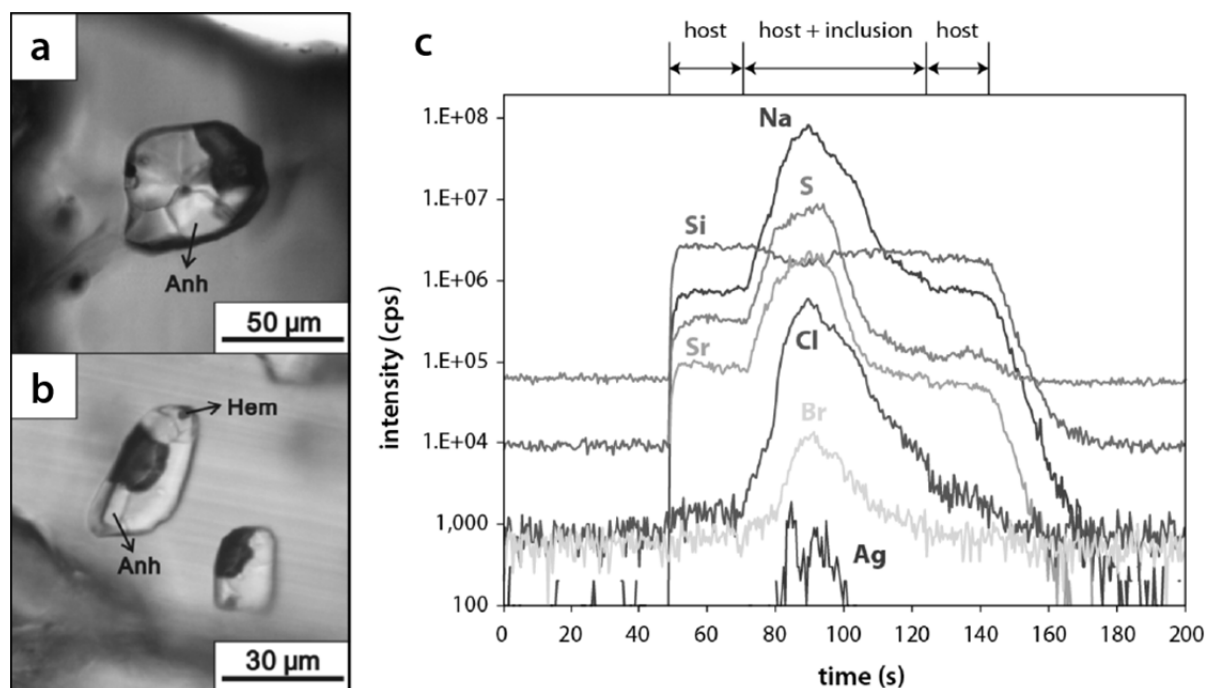 a
Anh
50 µm
b
Hem
Anh
30 µm
c
host host + inclusion host
intensity (cps)
1.E+08
1.E+07
1.E+06
1.E+05
1.E+04
1,000
100
Na
S
Si
Sr
Cl
Br
Ag
0 20 40 60 80 100 120 140 160 180 200
time (s)